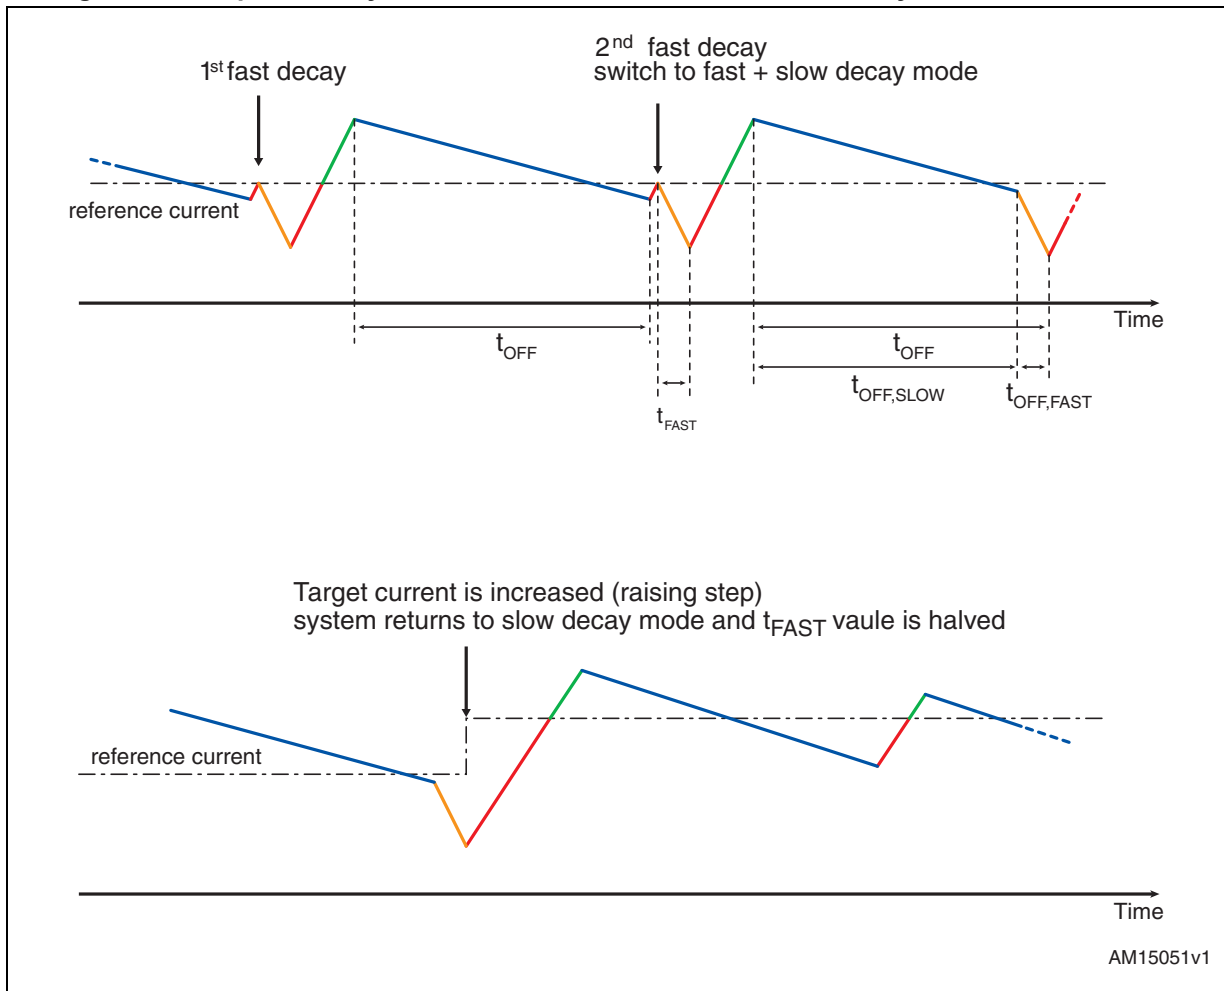 1st fast decay
2nd fast decay
switch to fast + slow decay mode
reference current
Time
tOFF
tOFF
tOFF,SLOW
tOFF,FAST
tFAST
Target current is increased (raising step)
system returns to slow decay mode and tFAST vaule is halved
reference current
Time
AM15051v1